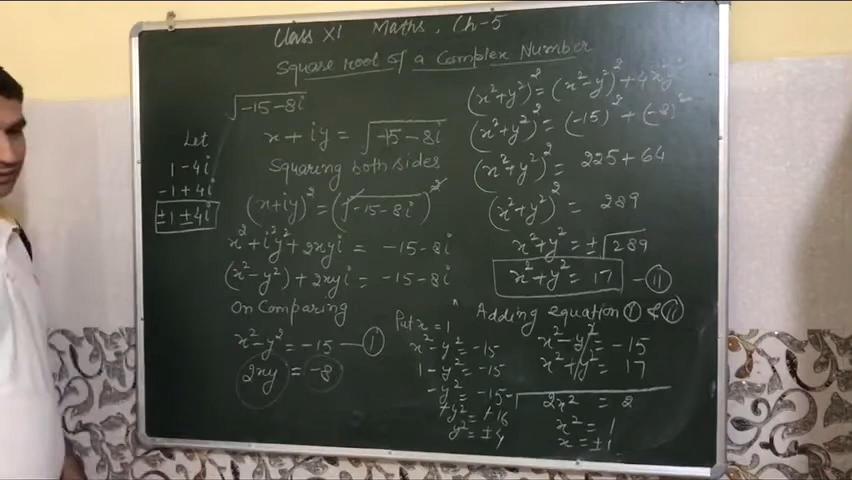 Class XI Maths, Ch-5
Square root of a Complex Number
√-15-8i
Let
1-4i
-1+4i
±1±4i
x+iy = √-15-8i
Squaring both sides
(x+iy)² = (√-15-8i)²
x²+i²y²+2xyi = -15-8i
(x²-y²)+2xyi = -15-8i
On Comparing
x²-y² = -15 — (I)
2xy = -8
Put x = 1
x²-y² = -15
1-y² = -15
-y² = -15-1
+y² = +16
y² = ±4
(x²+y²)² = (x²-y²)²+4x²y²
(x²+y²)² = (-15)²+(-8)²
(x²+y²)² = 225+64
(x²+y²)² = 289
x²+y² = ±√289
x²+y² = 17 — (II)
Adding equation (I) & (II)
x²-y² = -15
x²+y² = 17
2x² = 2
x² = 1
x = ±1